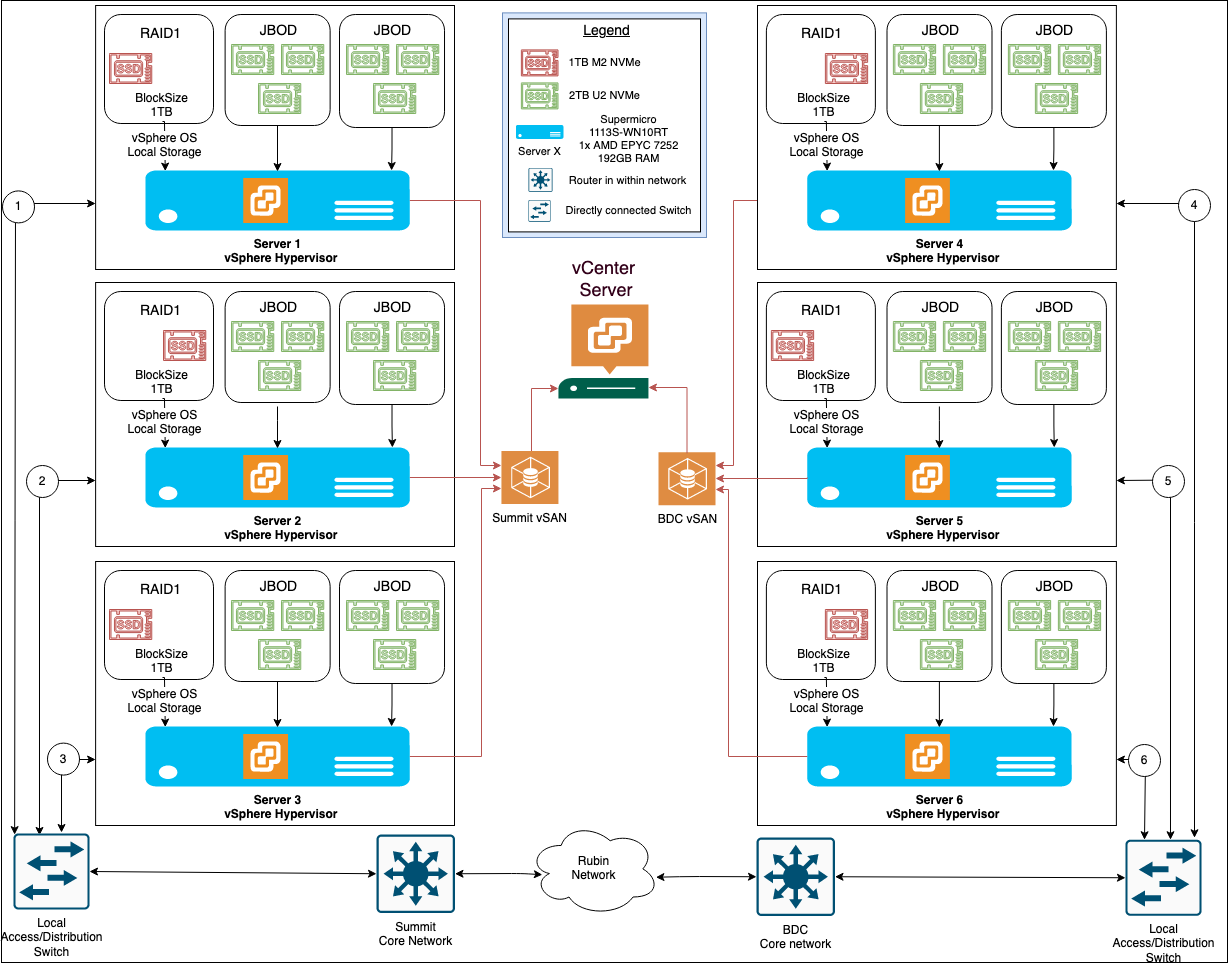 RAID1
SSD
BlockSize
1TB
vSphere OS
Local Storage
JBOD
SSD
SSD
SSD
JBOD
SSD
SSD
SSD
Server 1
vSphere Hypervisor
1
RAID1
SSD
BlockSize
1TB
vSphere OS
Local Storage
JBOD
SSD
SSD
SSD
JBOD
SSD
SSD
SSD
Server 2
vSphere Hypervisor
2
RAID1
SSD
BlockSize
1TB
vSphere OS
Local Storage
JBOD
SSD
SSD
SSD
JBOD
SSD
SSD
SSD
Server 3
vSphere Hypervisor
3
Legend
SSD
1TB M2 NVMe
SSD
2TB U2 NVMe
Server X
Supermicro
1113S-WN10RT
1x AMD EPYC 7252
192GB RAM
Router in within network
Directly connected Switch
vCenter
Server
Summit vSAN
BDC vSAN
RAID1
SSD
BlockSize
1TB
vSphere OS
Local Storage
JBOD
SSD
SSD
SSD
JBOD
SSD
SSD
SSD
Server 4
vSphere Hypervisor
4
RAID1
SSD
BlockSize
1TB
vSphere OS
Local Storage
JBOD
SSD
SSD
SSD
JBOD
SSD
SSD
SSD
Server 5
vSphere Hypervisor
5
RAID1
SSD
BlockSize
1TB
vSphere OS
Local Storage
JBOD
SSD
SSD
SSD
JBOD
SSD
SSD
SSD
Server 6
vSphere Hypervisor
6
Local
Access/Distribution
Switch
Summit
Core Network
Rubin
Network
BDC
Core network
Local
Access/Distribution
Switch